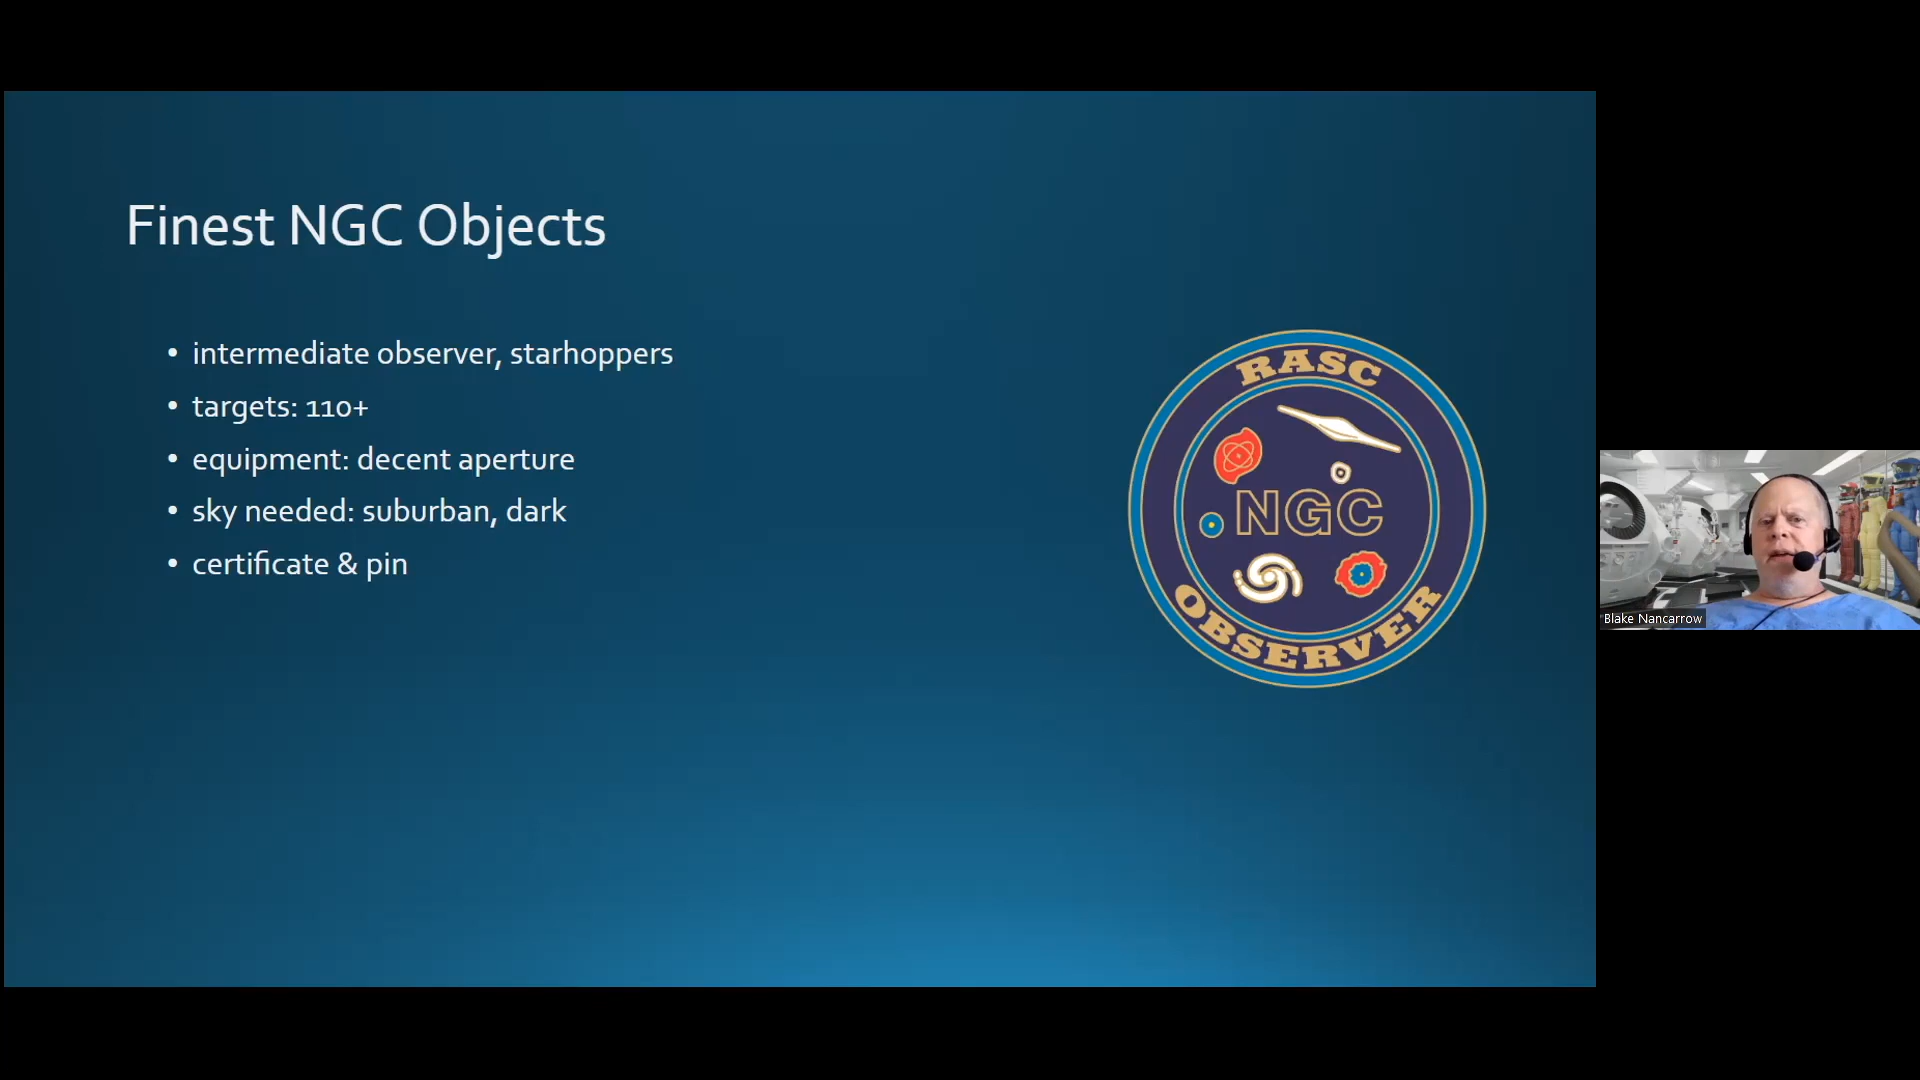 Finest NGC Objects
• intermediate observer, starhoppers
• targets: 110+
• equipment: decent aperture
• sky needed: suburban, dark
• certificate & pin
RASC
NGC
OBSERVER
Blake Nancarrow